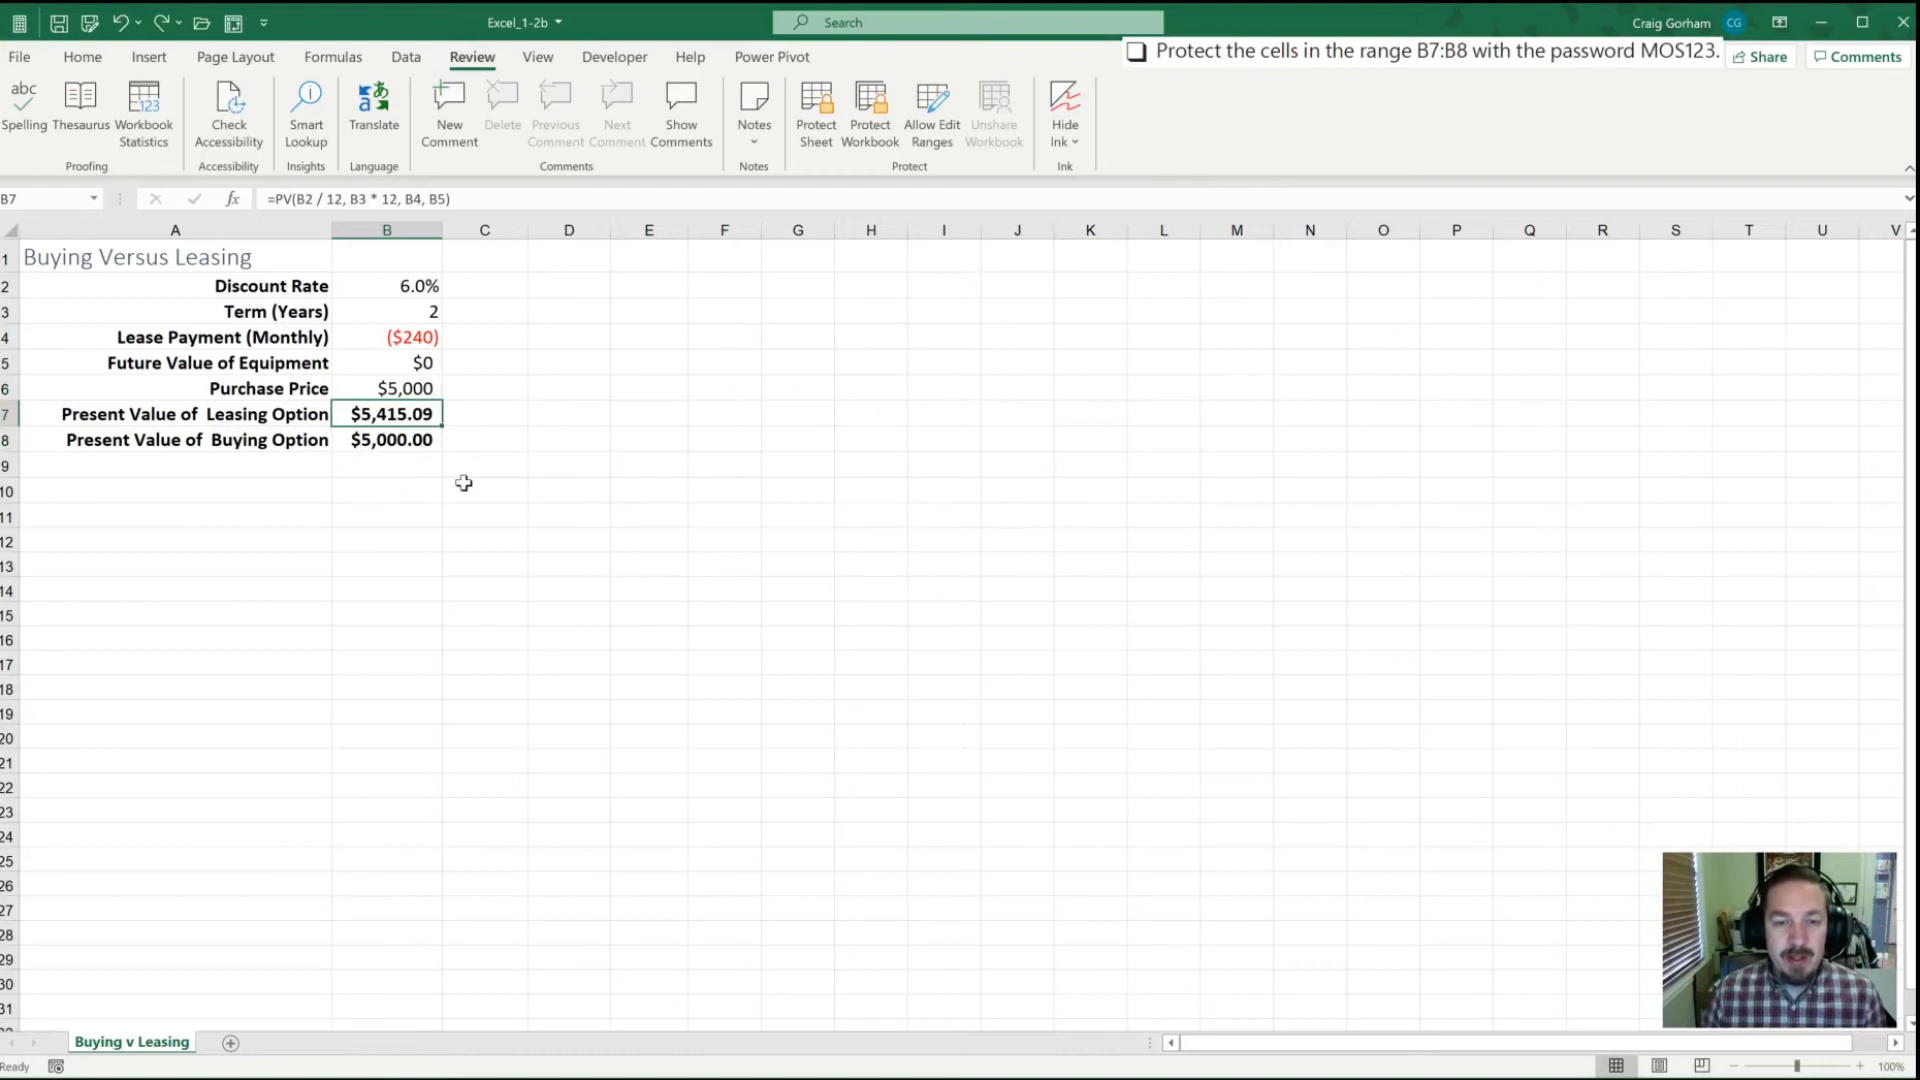 Excel_1-2b
Search
Craig Gorham
CG
File Home Insert Page Layout Formulas Data Review View Developer Help Power Pivot
Protect the cells in the range B7:B8 with the password MOS123.
Share
Comments
abc
123
Spelling Thesaurus Workbook Statistics
Check Accessibility
Smart Lookup
Translate
New Comment
Delete
Previous Comment
Next Comment
Show Comments
Notes
Protect Sheet
Protect Workbook
Allow Edit Ranges
Unshare Workbook
Hide Ink
Proofing Accessibility Insights Language Comments Notes Protect Ink
B7
fx
=PV(B2 / 12, B3 * 12, B4, B5)
A B C D E F G H I J K L M N O P Q R S T U V
1 Buying Versus Leasing
2 Discount Rate 6.0%
3 Term (Years) 2
4 Lease Payment (Monthly) ($240)
5 Future Value of Equipment $0
6 Purchase Price $5,000
7 Present Value of Leasing Option $5,415.09
8 Present Value of Buying Option $5,000.00
9
10
11
12
13
14
15
16
17
18
19
20
21
22
23
24
25
26
27
28
29
30
31
Buying v Leasing
Ready
100%